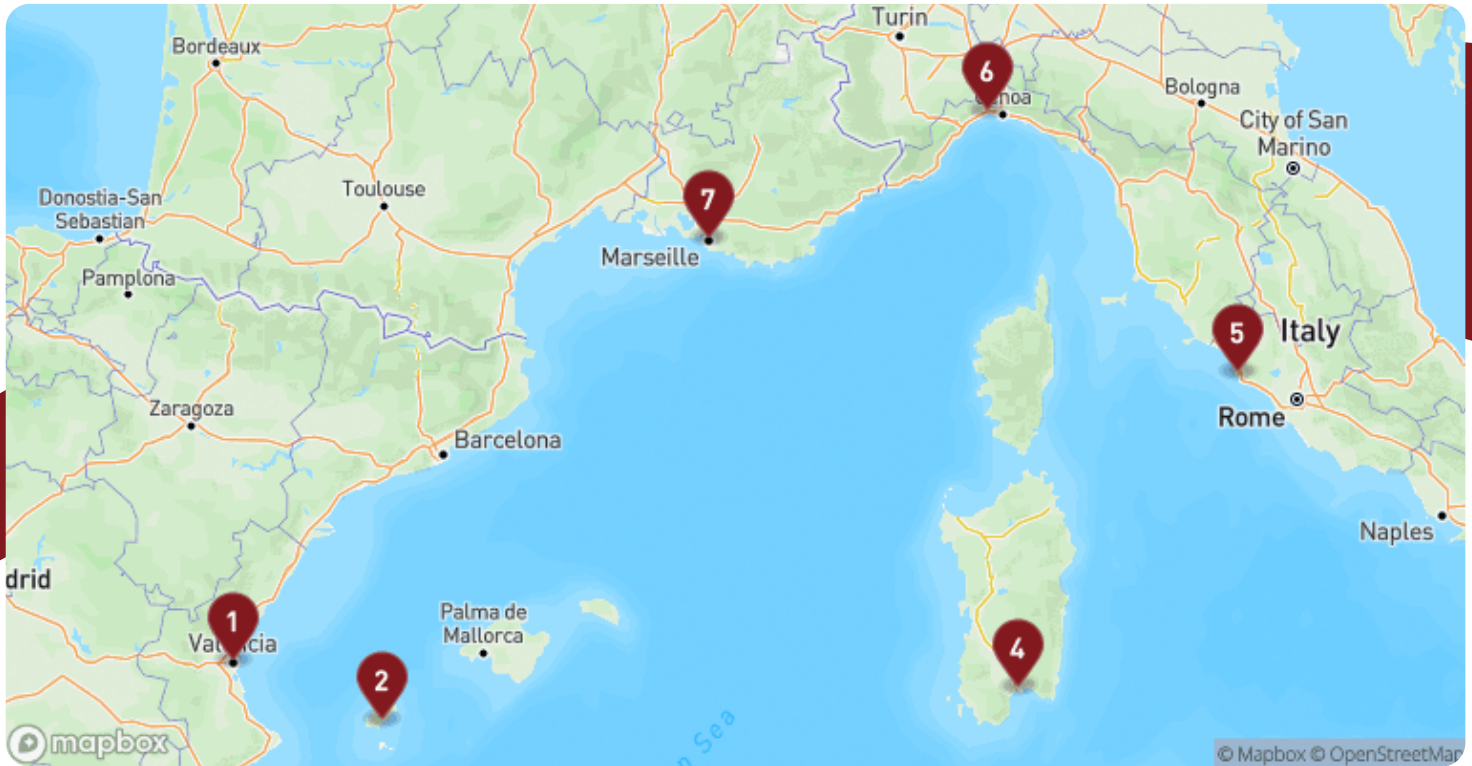 Turin
Bordeaux
6
Bologna
City of San
Marino
Toulouse
Donostia-San
Sebastian
7
Marseille
Pamplona
5
Italy
Zaragoza
Rome
Barcelona
Naples
drid
1
Palma de
Mallorca
4
2
Sea
mapbox
© Mapbox © OpenStreetMap